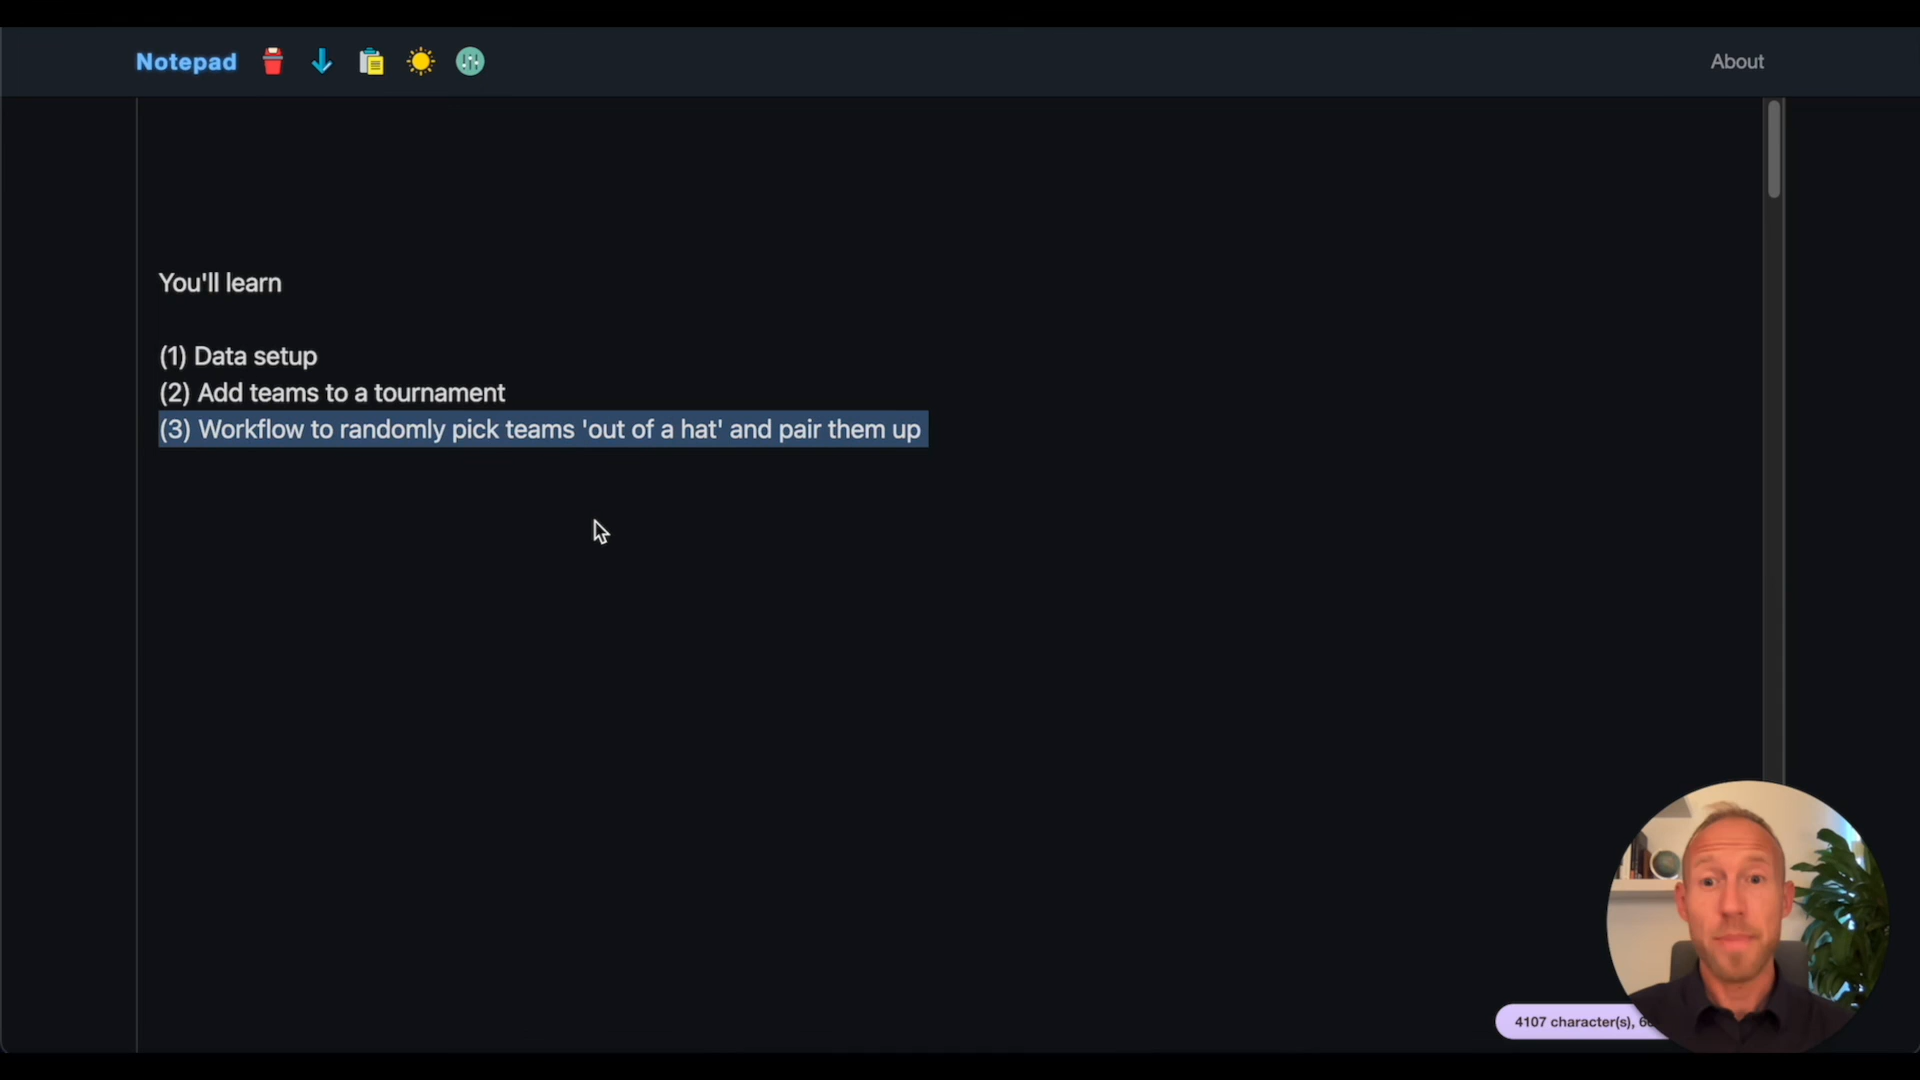 Notepad
About
You'll learn
(1) Data setup
(2) Add teams to a tournament
(3) Workflow to randomly pick teams 'out of a hat' and pair them up
4107 character(s),